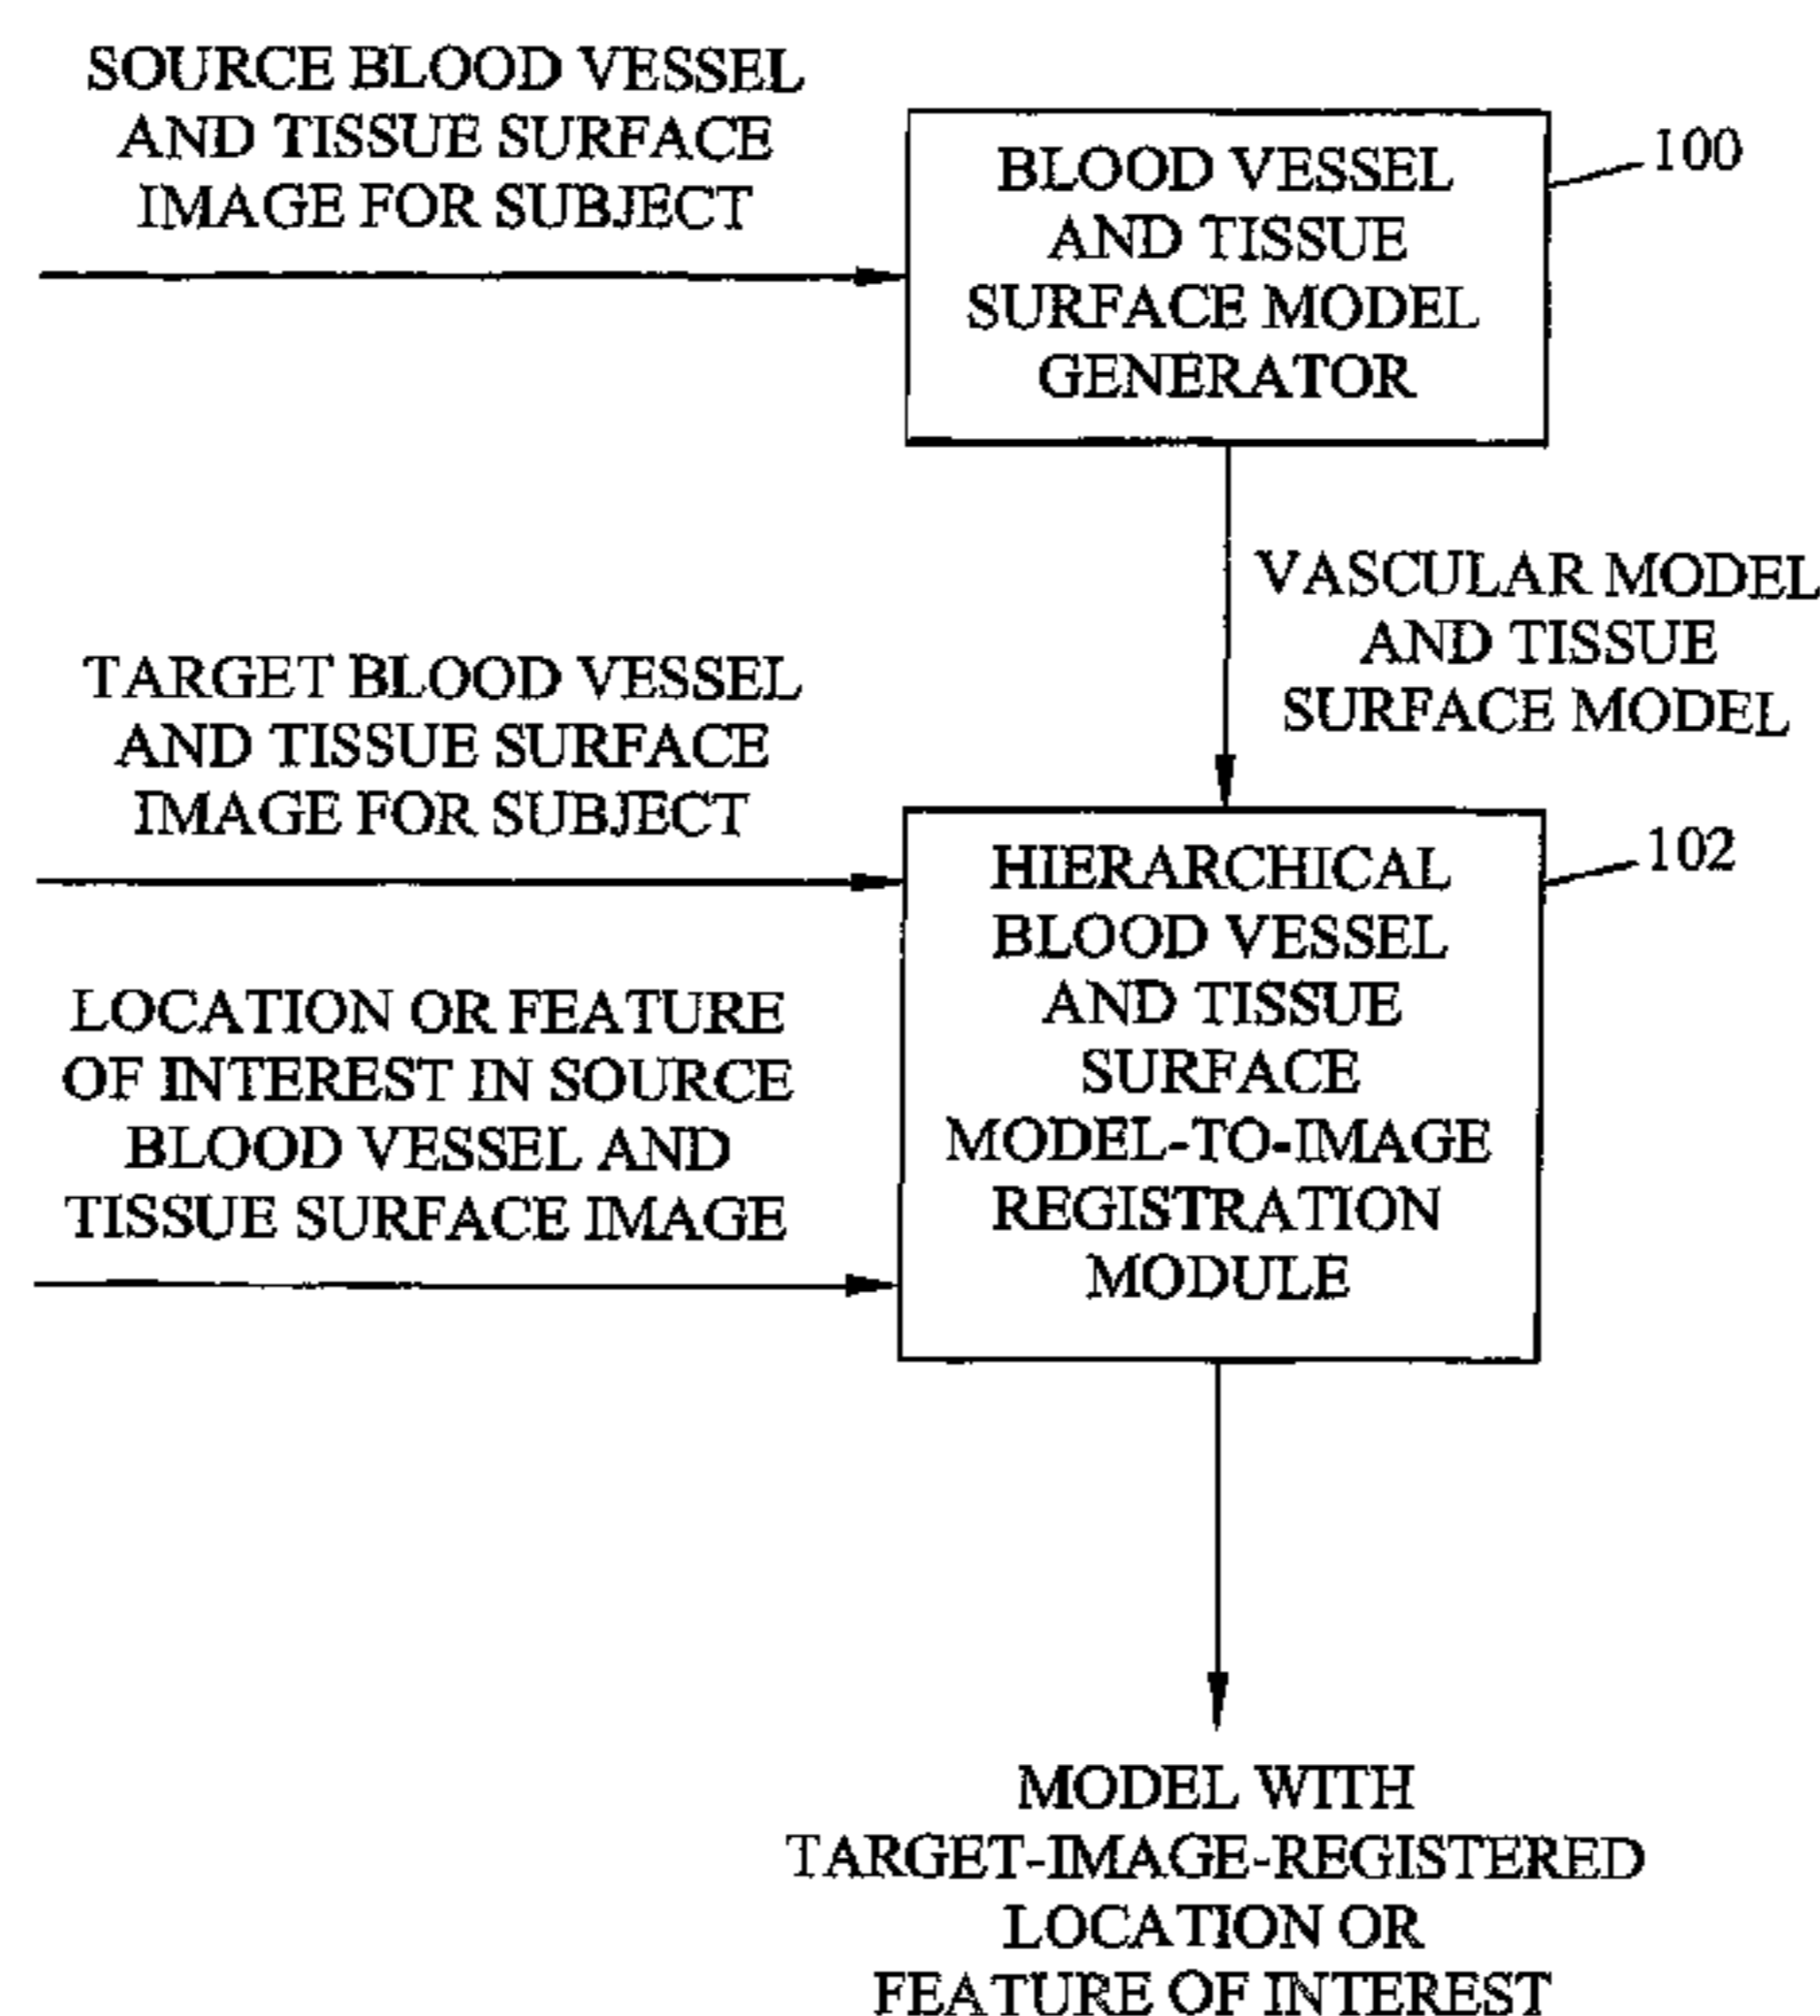 SOURCE BLOOD VESSEL
AND TISSUE SURFACE
IMAGE FOR SUBJECT
BLOOD VESSEL
AND TISSUE
SURFACE MODEL
GENERATOR
100
VASCULAR MODEL
AND TISSUE
SURFACE MODEL
TARGET BLOOD VESSEL
AND TISSUE SURFACE
IMAGE FOR SUBJECT
LOCATION OR FEATURE
OF INTEREST IN SOURCE
BLOOD VESSEL AND
TISSUE SURFACE IMAGE
HIERARCHICAL
BLOOD VESSEL
AND TISSUE
SURFACE
MODEL-TO-IMAGE
REGISTRATION
MODULE
102
MODEL WITH
TARGET-IMAGE-REGISTERED
LOCATION OR
FEATURE OF INTEREST